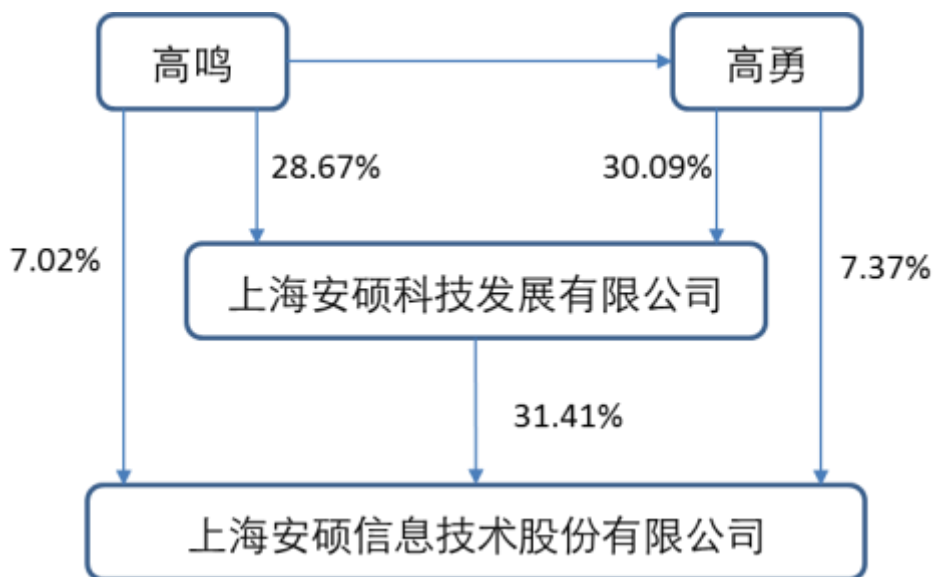 高鸣
高勇
28.67%
30.09%
7.02%
7.37%
上海安硕科技发展有限公司
31.41%
上海安硕信息技术股份有限公司